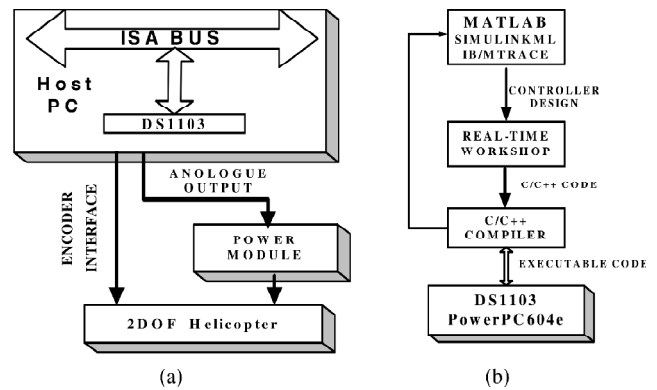 ISA BUS
Host
PC
DS1103
ENCODER
INTERFACE
ANOLOGUE
OUTPUT
POWER
MODULE
2DOF Helicopter
(a)
MATLAB
SIMULINKML
IB/MTRACE
CONTROLLER
DESIGN
REAL-TIME
WORKSHOP
C/C++ CODE
C/C++
COMPILER
EXECUTABLE CODE
DS1103
PowerPC604e
(b)